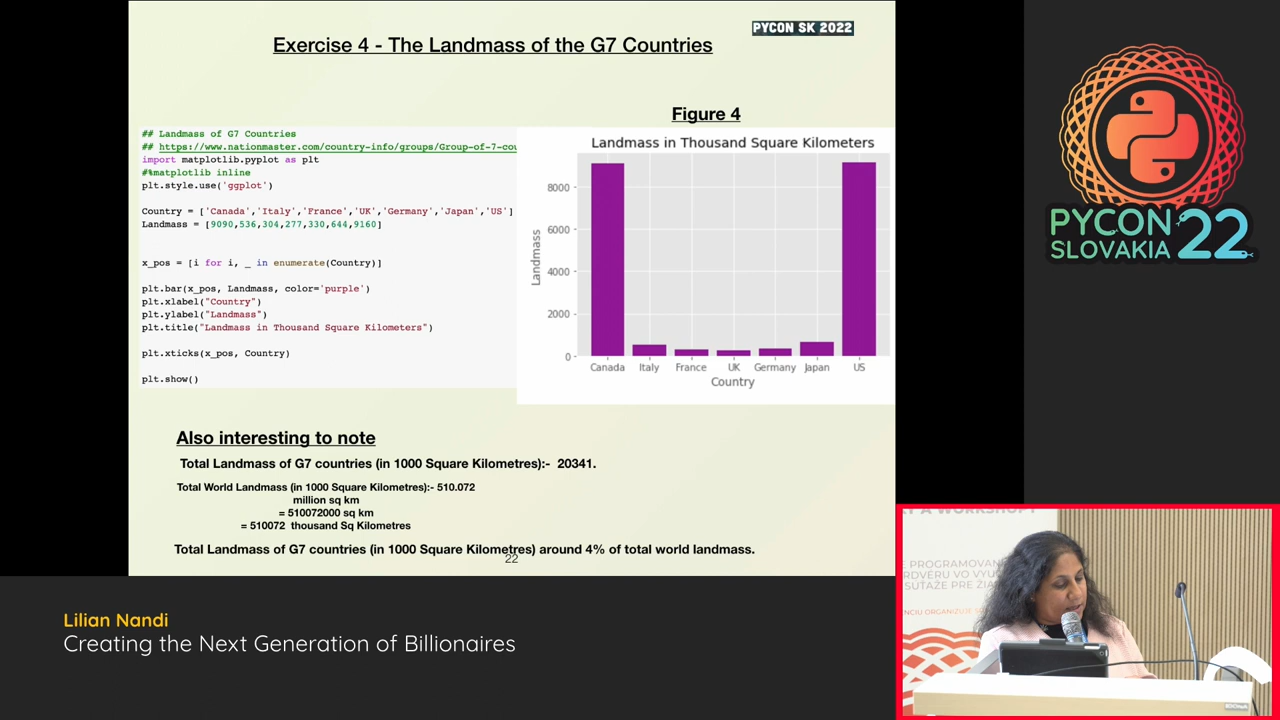 PYCON SK 2022
Exercise 4 - The Landmass of the G7 Countries
Figure 4
## Landmass of G7 Countries
## https://www.nationmaster.com/country-info/groups/Group-of-7-cou
import matplotlib.pyplot as plt
#%matplotlib inline
plt.style.use('ggplot')
Country = ['Canada','Italy','France','UK','Germany','Japan','US']
Landmass = [9090,536,304,277,330,644,9160]
x_pos = [i for i, _ in enumerate(Country)]
plt.bar(x_pos, Landmass, color='purple')
plt.xlabel("Country")
plt.ylabel("Landmass")
plt.title("Landmass in Thousand Square Kilometers")
plt.xticks(x_pos, Country)
plt.show()
Landmass in Thousand Square Kilometers
8000
6000
4000
2000
0
Landmass
Canada Italy France UK Germany Japan US
Country
Also interesting to note
Total Landmass of G7 countries (in 1000 Square Kilometres):- 20341.
Total World Landmass (in 1000 Square Kilometres):- 510.072
million sq km
= 510072000 sq km
= 510072 thousand Sq Kilometres
Total Landmass of G7 countries (in 1000 Square Kilometres) around 4% of total world landmass.
22
PYCON
SLOVAKIA 22
Lilian Nandi
Creating the Next Generation of Billionaires
A WORKSHOP
PROGRAMOVAN